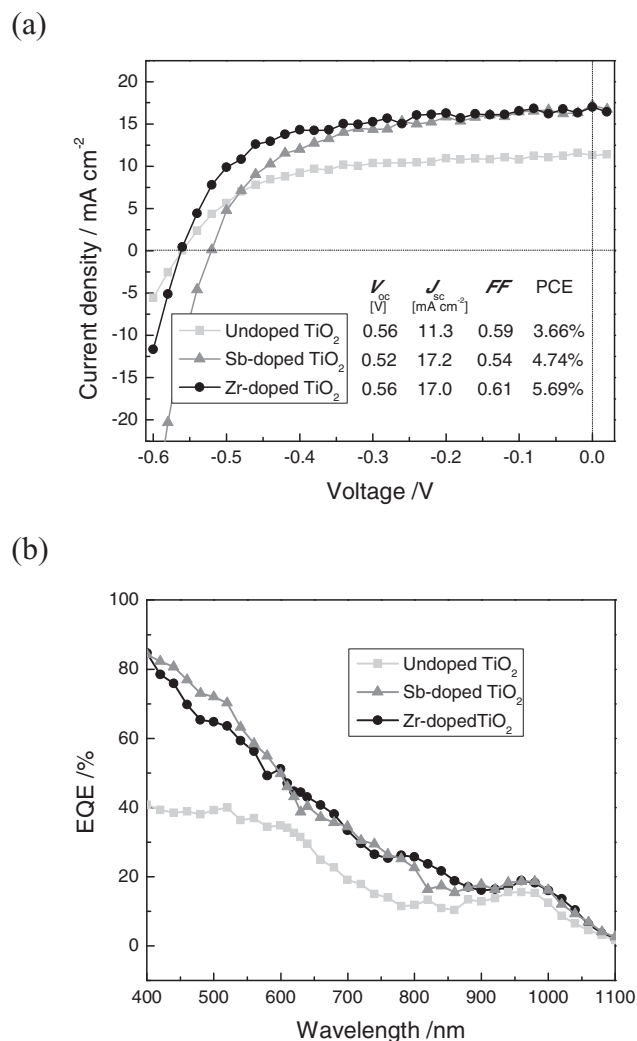 (a)
20
15
10
5
0
-5
-10
-15
-20
Current density / mA cm-2
Voc Jsc FF PCE
[V] [mA cm-2]
Undoped TiO2 0.56 11.3 0.59 3.66%
Sb-doped TiO2 0.52 17.2 0.54 4.74%
Zr-doped TiO2 0.56 17.0 0.61 5.69%
-0.6 -0.5 -0.4 -0.3 -0.2 -0.1 0.0
Voltage /V
(b)
100
80
60
40
20
0
EQE /%
Undoped TiO2
Sb-doped TiO2
Zr-dopedTiO2
400 500 600 700 800 900 1000 1100
Wavelength /nm